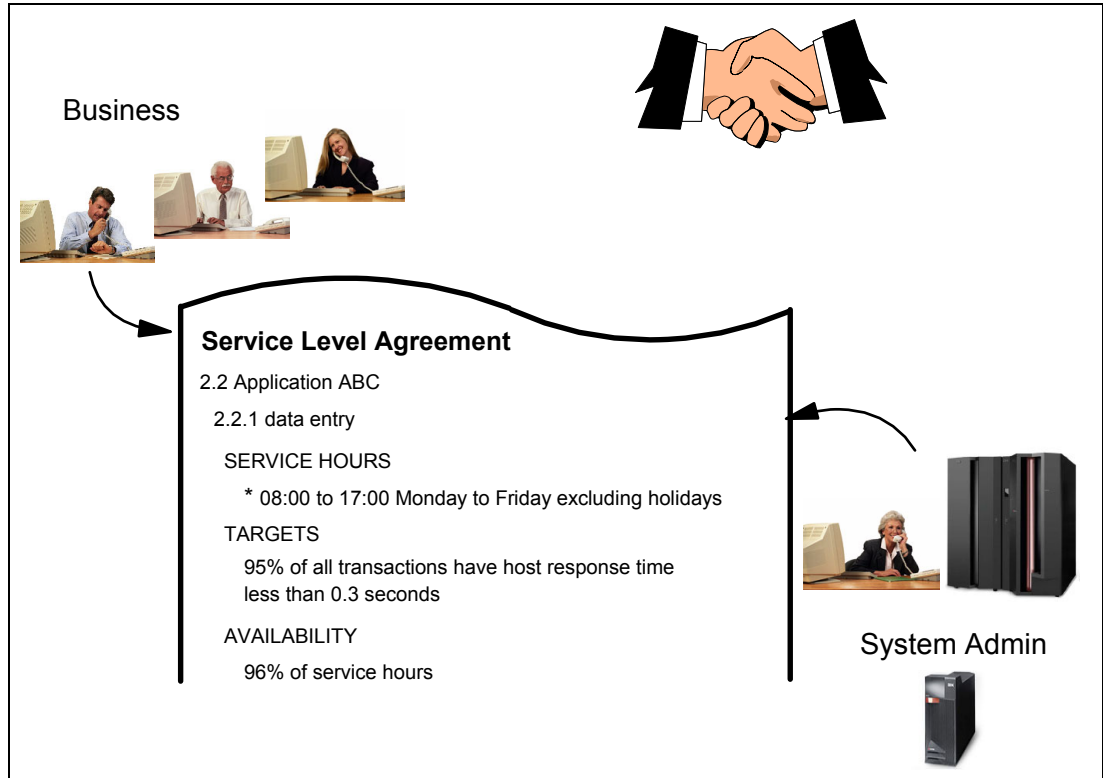 Business
Service Level Agreement
2.2 Application ABC
2.2.1 data entry
SERVICE HOURS
* 08:00 to 17:00 Monday to Friday excluding holidays
TARGETS
95% of all transactions have host response time
less than 0.3 seconds
AVAILABILITY
96% of service hours
System Admin